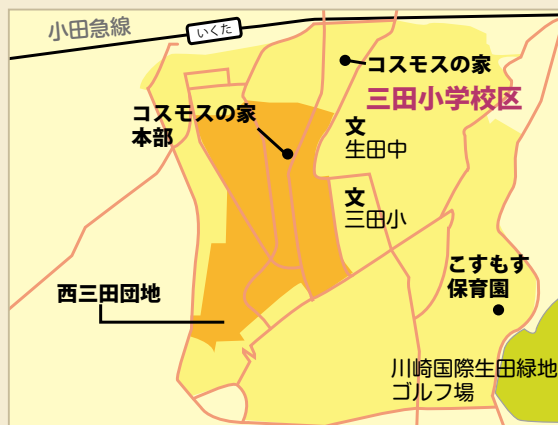 小田急線
いくた
コスモスの家
三田小学校区
コスモスの家
本部
文
生田中
文
三田小
こすもす
保育園
西三田団地
川崎国際生田緑地
ゴルフ場